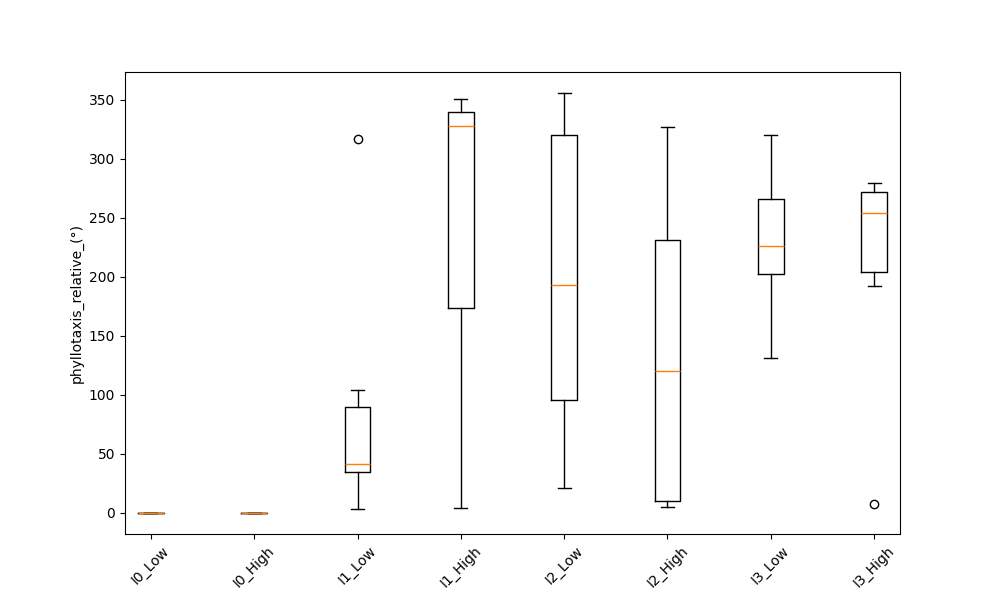 phyllotaxis_relative_(°)
350
300
250
200
150
100
50
0
I0_Low
I0_High
I1_Low
I1_High
I2_Low
I2_High
I3_Low
I3_High